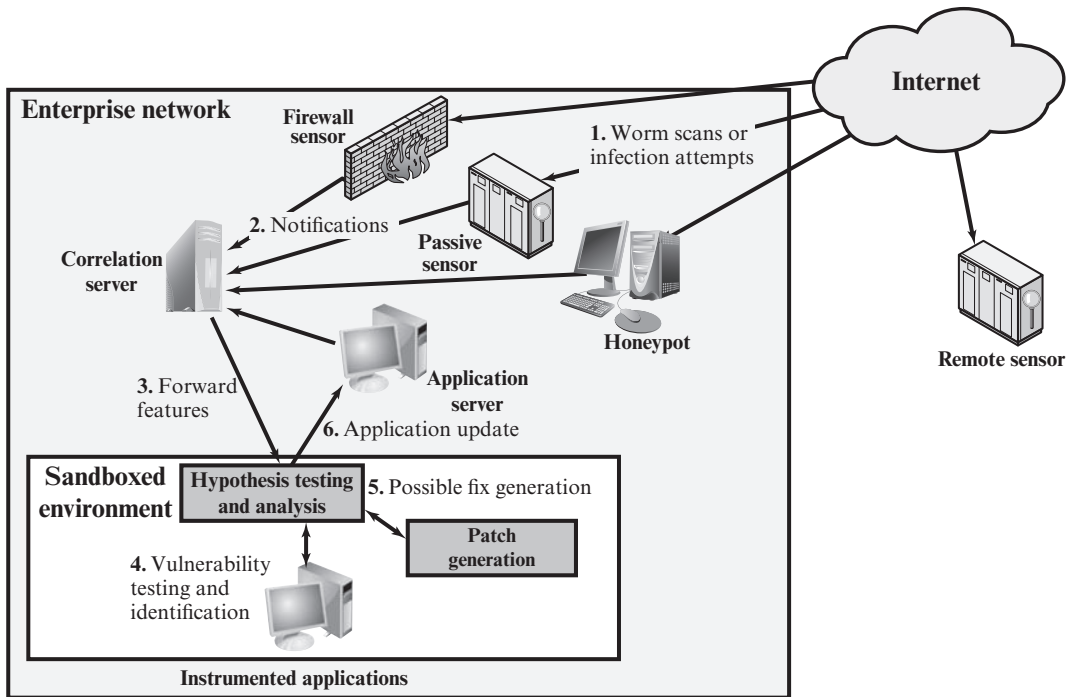 Internet
Enterprise network
Firewall
sensor
1. Worm scans or
infection attempts
2. Notifications
Correlation
server
Passive
sensor
Honeypot
Remote sensor
3. Forward
features
Application
server
6. Application update
Sandboxed
environment
Hypothesis testing
and analysis
5. Possible fix generation
Patch
generation
4. Vulnerability
testing and
identification
Instrumented applications